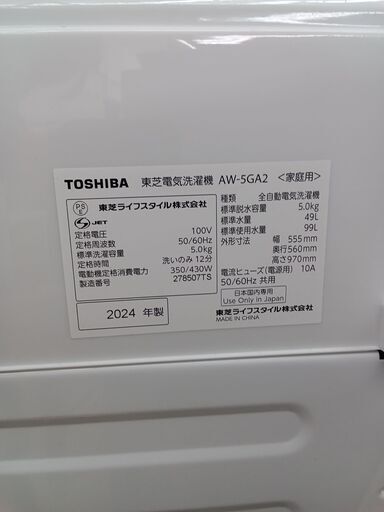 TOSHIBA 東芝電気洗濯機 AW-5GA2 <家庭用>
PS
E
JET
東芝ライフスタイル株式会社
定格電圧 100V
定格周波数 50/60Hz
標準洗濯容量 5.0kg
定格時間 洗いのみ 12分
電動機定格消費電力 350/430W
製造番号 278507TS
2024 年製
種類 全自動電気洗濯機
標準脱水容量 5.0kg
標準水量 49L
標準使用水量 99L
外形寸法 幅 555mm
奥行560mm
高さ970mm
電流ヒューズ(電源用) 10A
50/60Hz 共用
日本国内専用
Use Only in Japan
東芝ライフスタイル株式会社
MADE IN CHINA